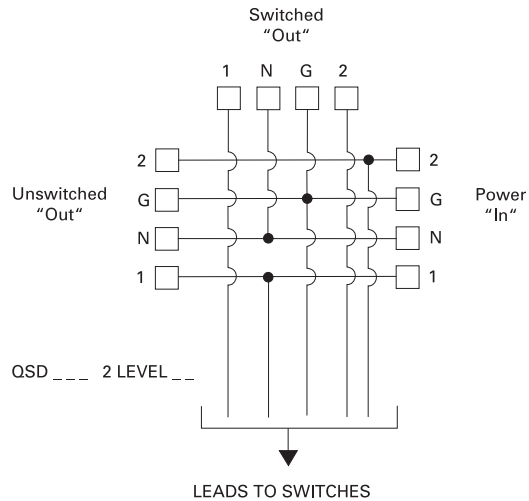 Switched
“Out“
1 N G 2
2 2
Unswitched
“Out“
G G
Power
“In“
N N
1 1
QSD _ _ _ 2 LEVEL _ _
LEADS TO SWITCHES